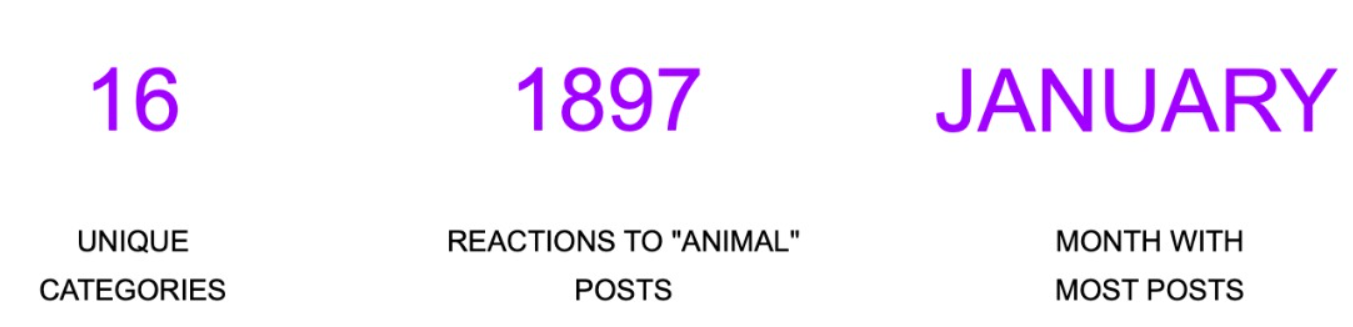 16
UNIQUE
CATEGORIES
1897
REACTIONS TO "ANIMAL"
POSTS
JANUARY
MONTH WITH
MOST POSTS